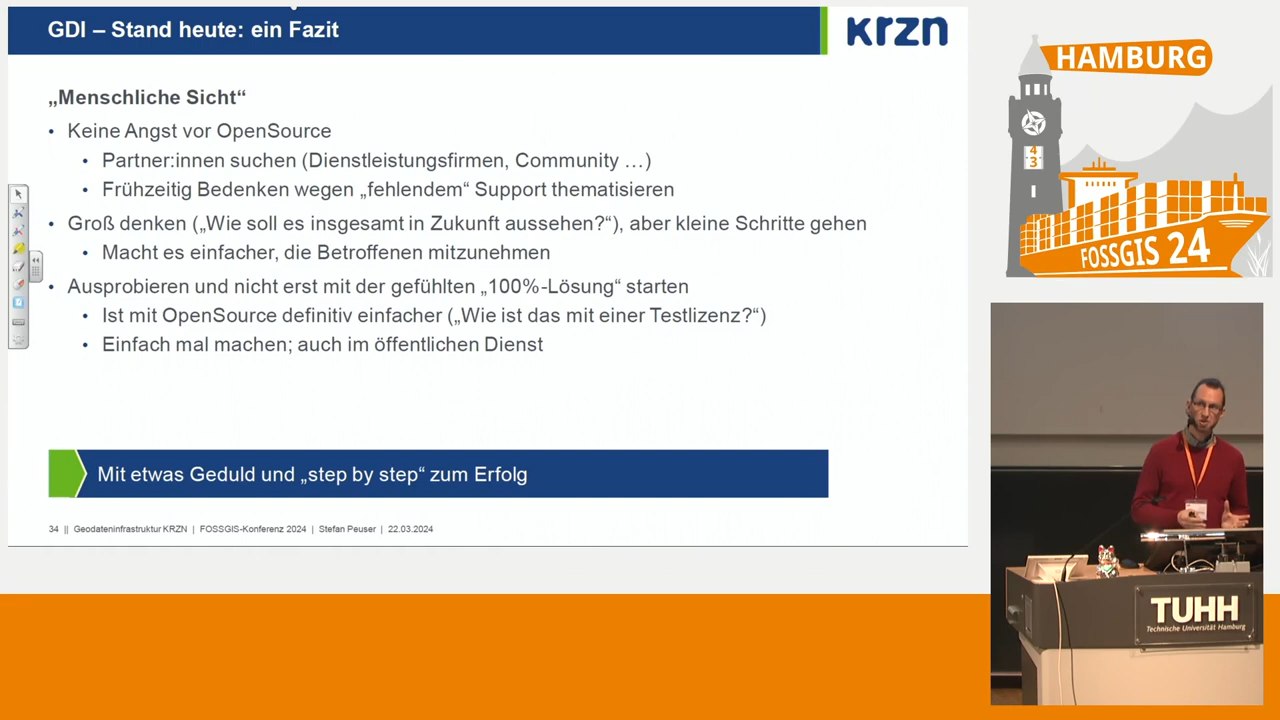 GDI – Stand heute: ein Fazit
krzn
„Menschliche Sicht“
• Keine Angst vor OpenSource
• Partner:innen suchen (Dienstleistungsfirmen, Community …)
• Frühzeitig Bedenken wegen „fehlendem“ Support thematisieren
• Groß denken („Wie soll es insgesamt in Zukunft aussehen?“), aber kleine Schritte gehen
• Macht es einfacher, die Betroffenen mitzunehmen
• Ausprobieren und nicht erst mit der gefühlten „100%-Lösung“ starten
• Ist mit OpenSource definitiv einfacher („Wie ist das mit einer Testlizenz?“)
• Einfach mal machen; auch im öffentlichen Dienst
Mit etwas Geduld und „step by step“ zum Erfolg
34 || Geodateninfrastruktur KRZN | FOSSGIS-Konferenz 2024 | Stefan Peuser | 22.03.2024
HAMBURG
4
3
FOSSGIS 24
TUHH
Technische Universität Hamburg